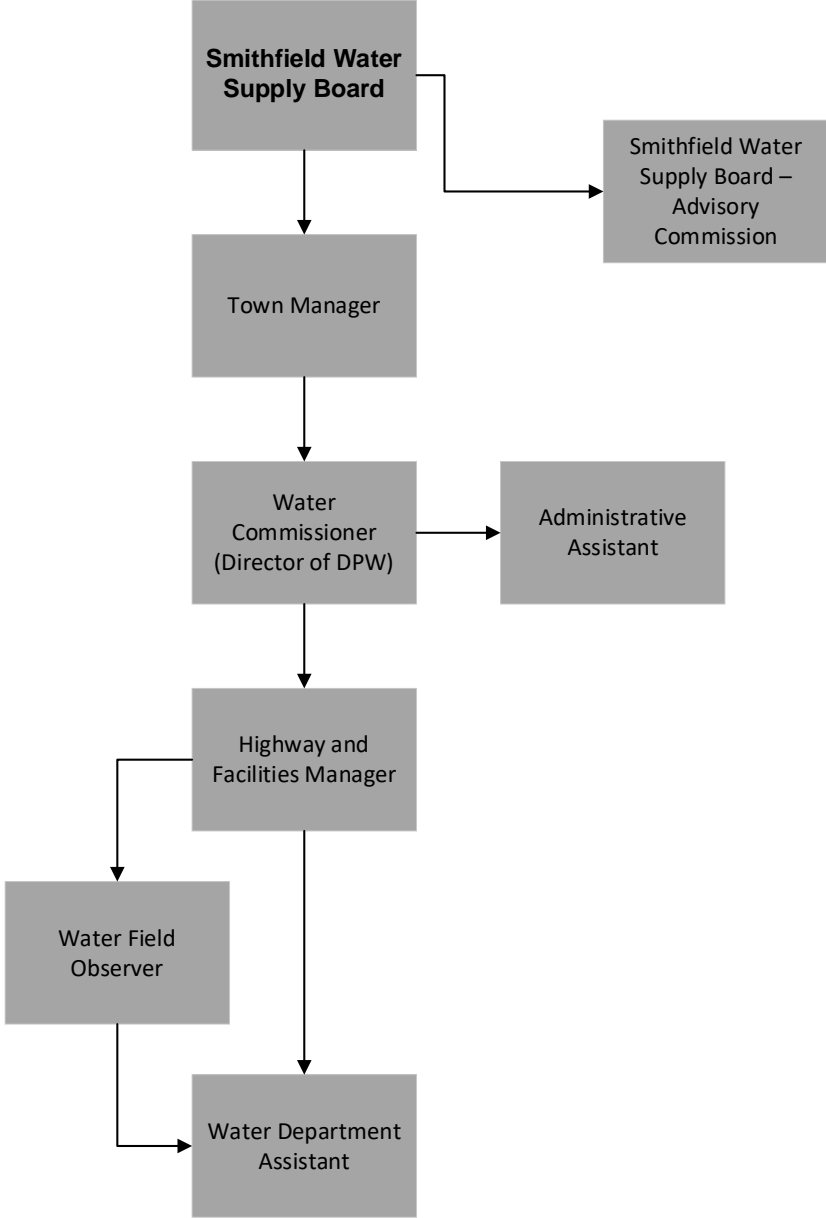 Smithfield Water
Supply Board
Smithfield Water
Supply Board –
Advisory
Commission
Town Manager
Water
Commissioner
(Director of DPW)
Administrative
Assistant
Highway and
Facilities Manager
Water Field
Observer
Water Department
Assistant